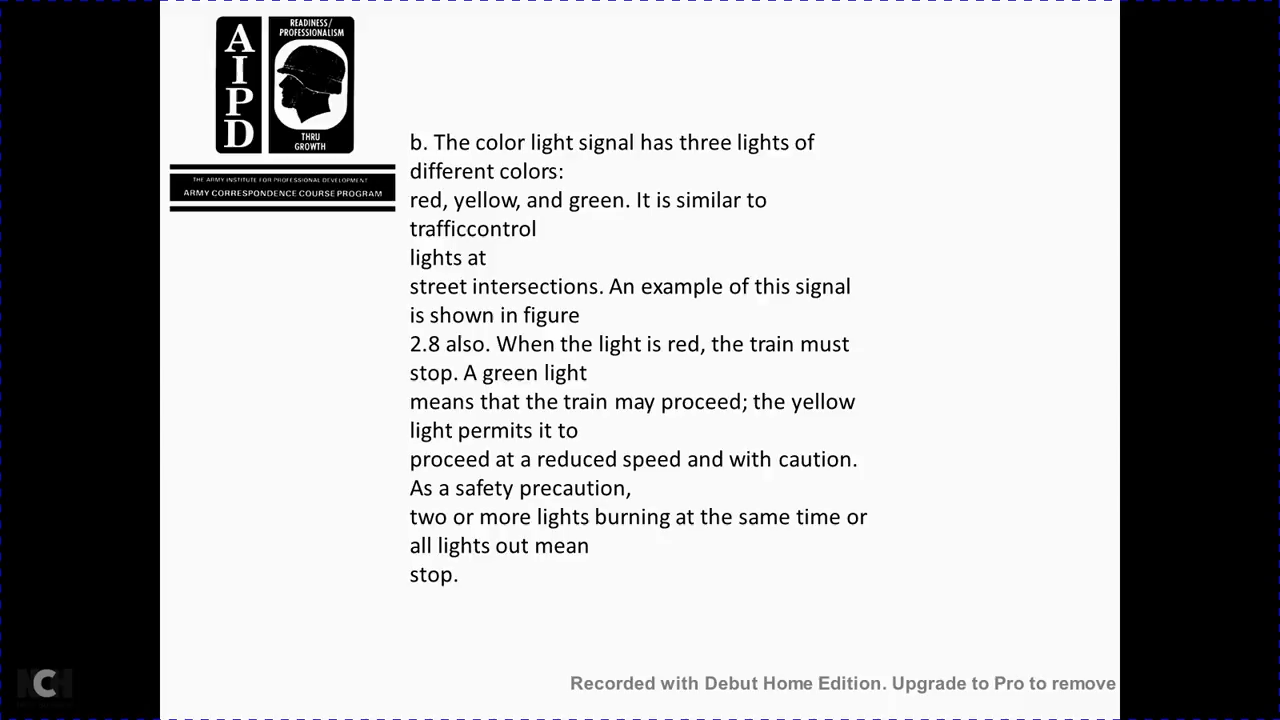 AIPD
READINESS/
PROFESSIONALISM
THRU
GROWTH
THE ARMY INSTITUTE FOR PROFESSIONAL DEVELOPMENT
ARMY CORRESPONDENCE COURSE PROGRAM
b. The color light signal has three lights of
different colors:
red, yellow, and green. It is similar to
trafficcontrol
lights at
street intersections. An example of this signal
is shown in figure
2.8 also. When the light is red, the train must
stop. A green light
means that the train may proceed; the yellow
light permits it to
proceed at a reduced speed and with caution.
As a safety precaution,
two or more lights burning at the same time or
all lights out mean
stop.
NCH
Recorded with Debut Home Edition. Upgrade to Pro to remove